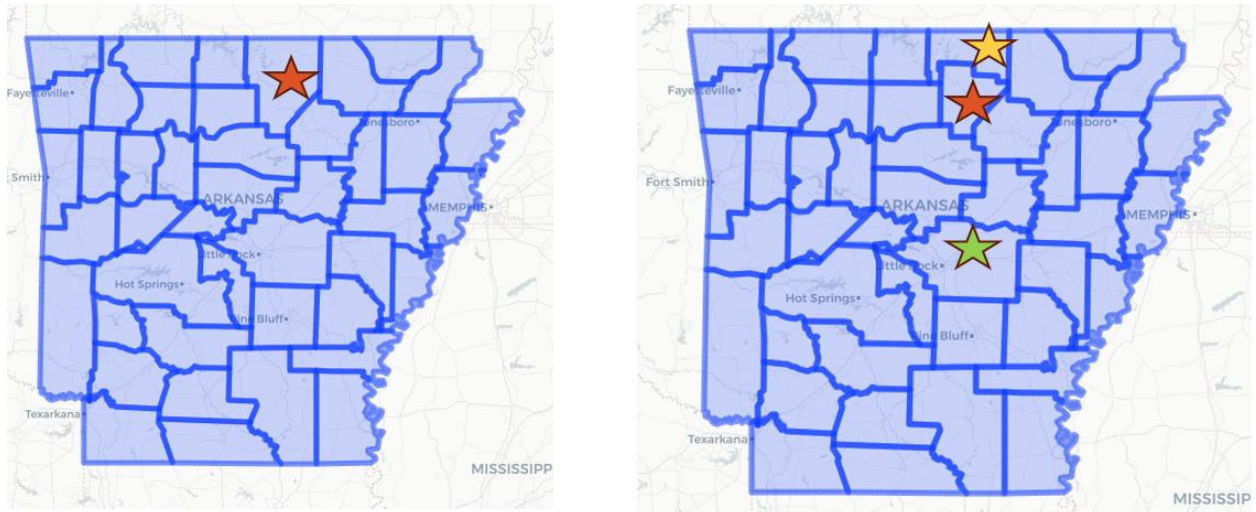 Fayetteville
Jonesboro
Smith
ARKANSAS
MEMPHIS
Little Rock
Hot Springs
Pine Bluff
Texarkana
MISSISSIPP
Fayetteville
Jonesboro
Fort Smith
ARKANSAS
MEMPHIS
Little Rock
Hot Springs
Pine Bluff
Texarkana
MISSISSIP